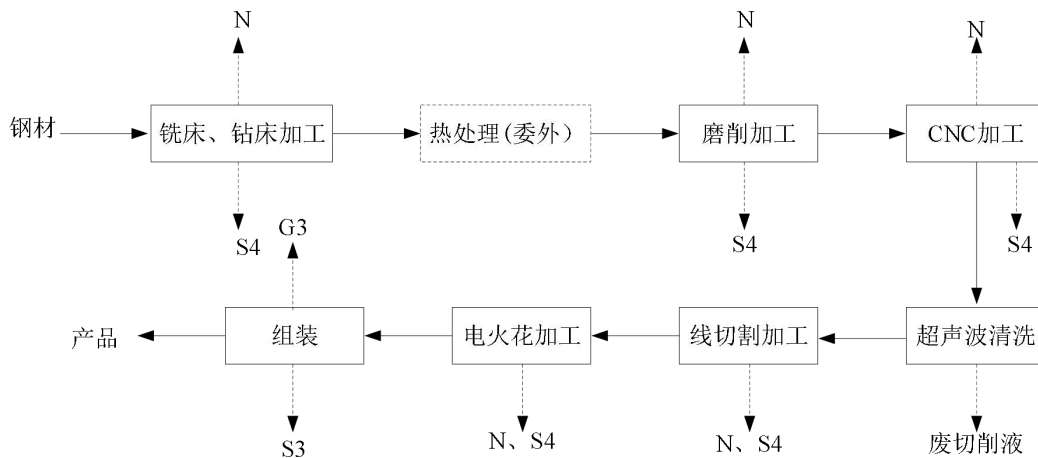 N
N
N
钢材
铣床、钻床加工
热处理(委外）
磨削加工
CNC加工
S4
G3
S4
S4
产品
组装
电火花加工
线切割加工
超声波清洗
S3
N、S4
N、S4
废切削液